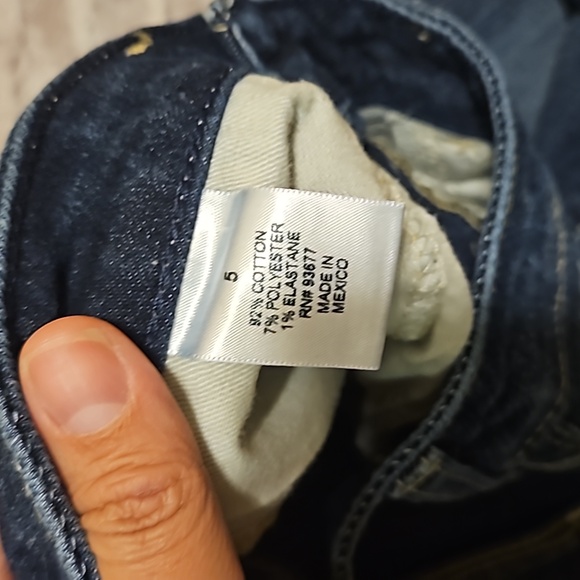 5
92% COTTON
7% POLYESTER
1% ELASTANE
RN# 93677
MADE IN
MEXICO